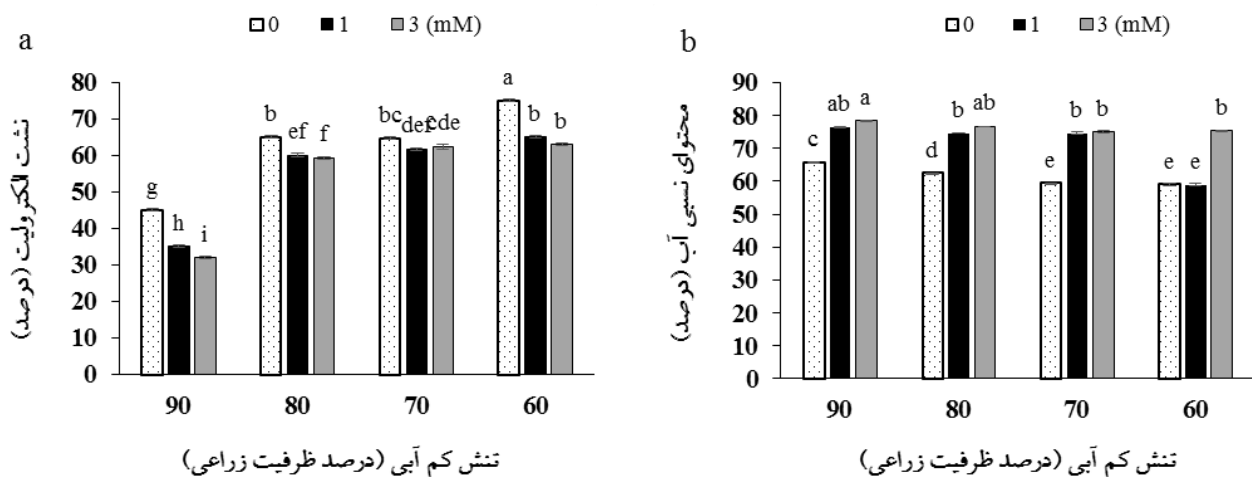 a
0 1 3 (mM)
نشت الکترولیت (درصد)
80
70
60
50
40
30
20
10
0
g h i
b ef f
bc def cde
a b b
90 80 70 60
تنش کم آبی (درصد ظرفیت زراعی)
b
0 1 3 (mM)
محتوای نسبی آب (درصد)
90
80
70
60
50
40
30
20
10
0
c ab a
d b ab
e b b
e e b
90 80 70 60
تنش کم آبی (درصد ظرفیت زراعی)